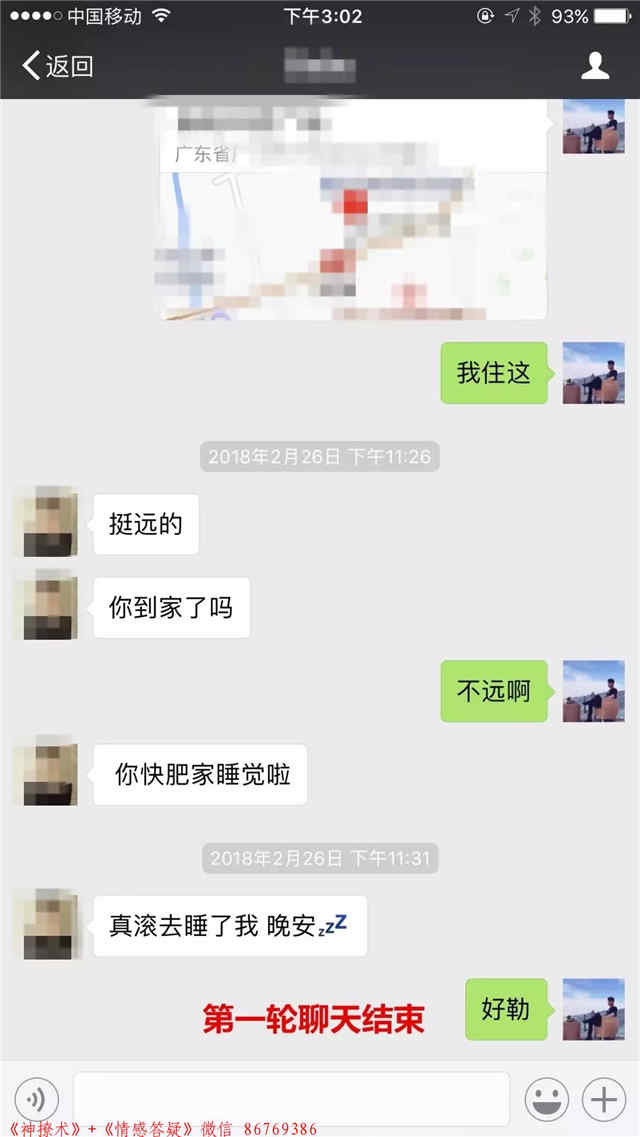 中国移动
下午3:02
93%
返回
广东省
我住这
2018年2月26日 下午11:26
挺远的
你到家了吗
不远啊
你快肥家睡觉啦
2018年2月26日 下午11:31
真滚去睡了我 晚安
好勒
第一轮聊天结束
《神撩术》+《情感答疑》微信 86769386